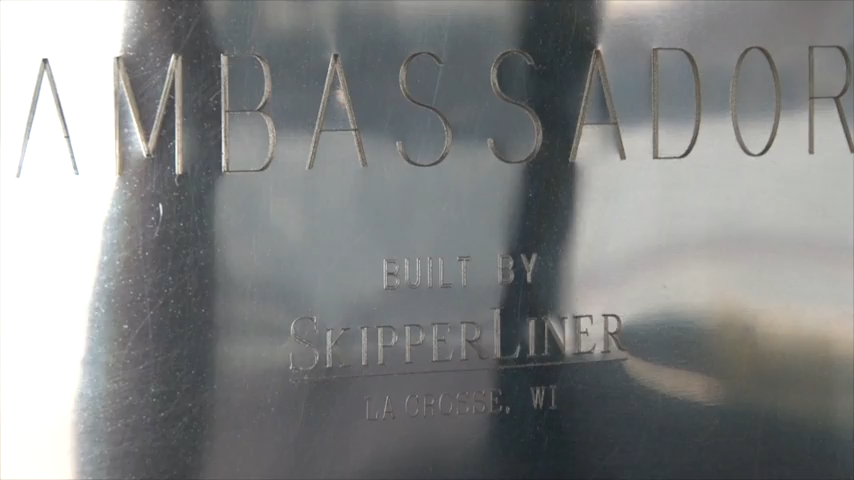 AMBASSADOR
BUILT BY
SKIPPERLINER
LA CROSSE, WI